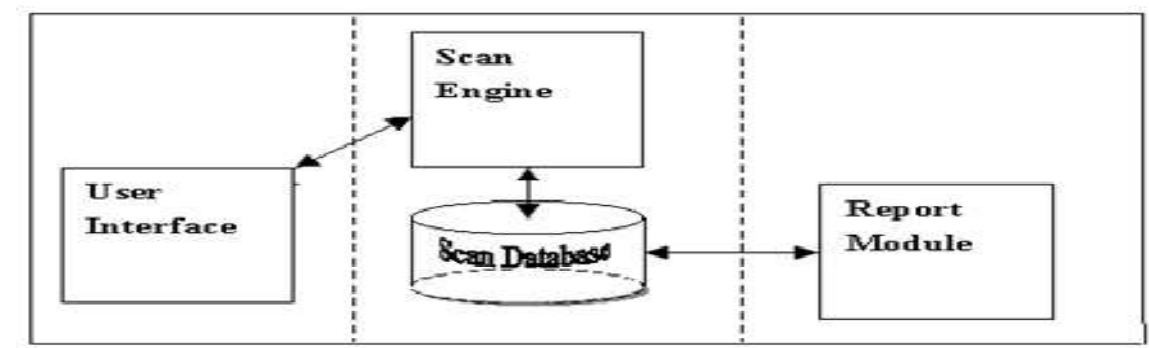 Scan
Engine
User
Interface
Scan Database
Report
Module